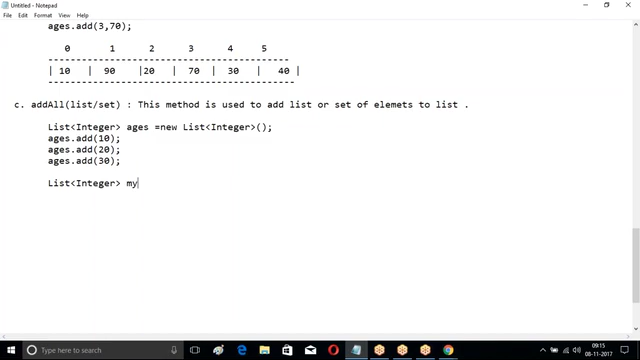 Untitled - Notepad
File Edit Format View Help
ages.add(3,70);
0 1 2 3 4 5
--------------------------------------------
| 10 | 90 |20 | 70 | 30 | 40 |
---------------------------------------------
c. addAll(list/set) : This method is used to add list or set of elemets to list .
List<Integer> ages =new List<Integer>();
ages.add(10);
ages.add(20);
ages.add(30);
List<Integer> my
Type here to search
09:15
08-11-2017